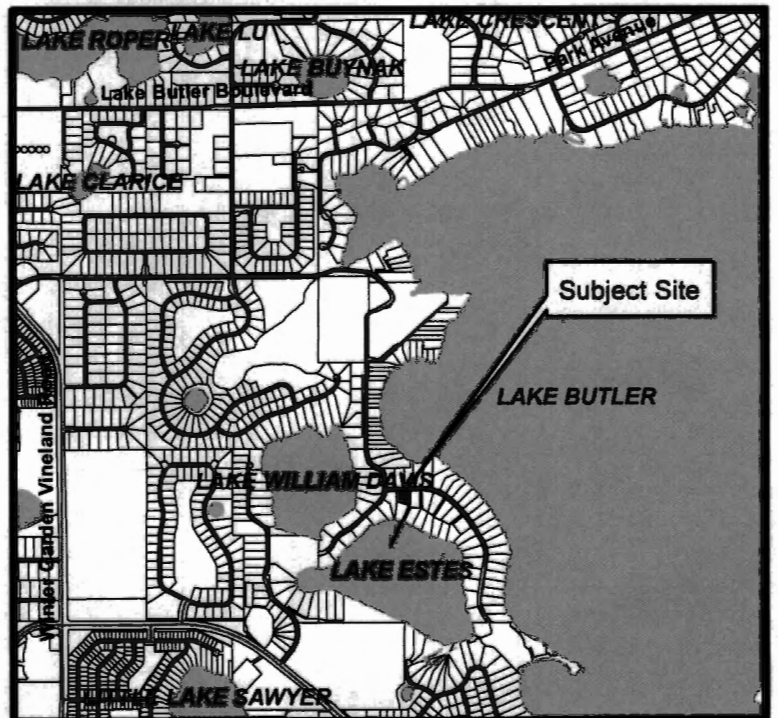 LAKE CRESCENT
LAKE ROPER
LAKE LU
Park Avenue
LAKE BUYNAK
Lake Butler Boulevard
LAKE CLARICE
Subject Site
LAKE BUTLER
Winter Garden Vineland
LAKE WILLIAM DAVIS
LAKE ESTES
LITTLE LAKE SAWYER